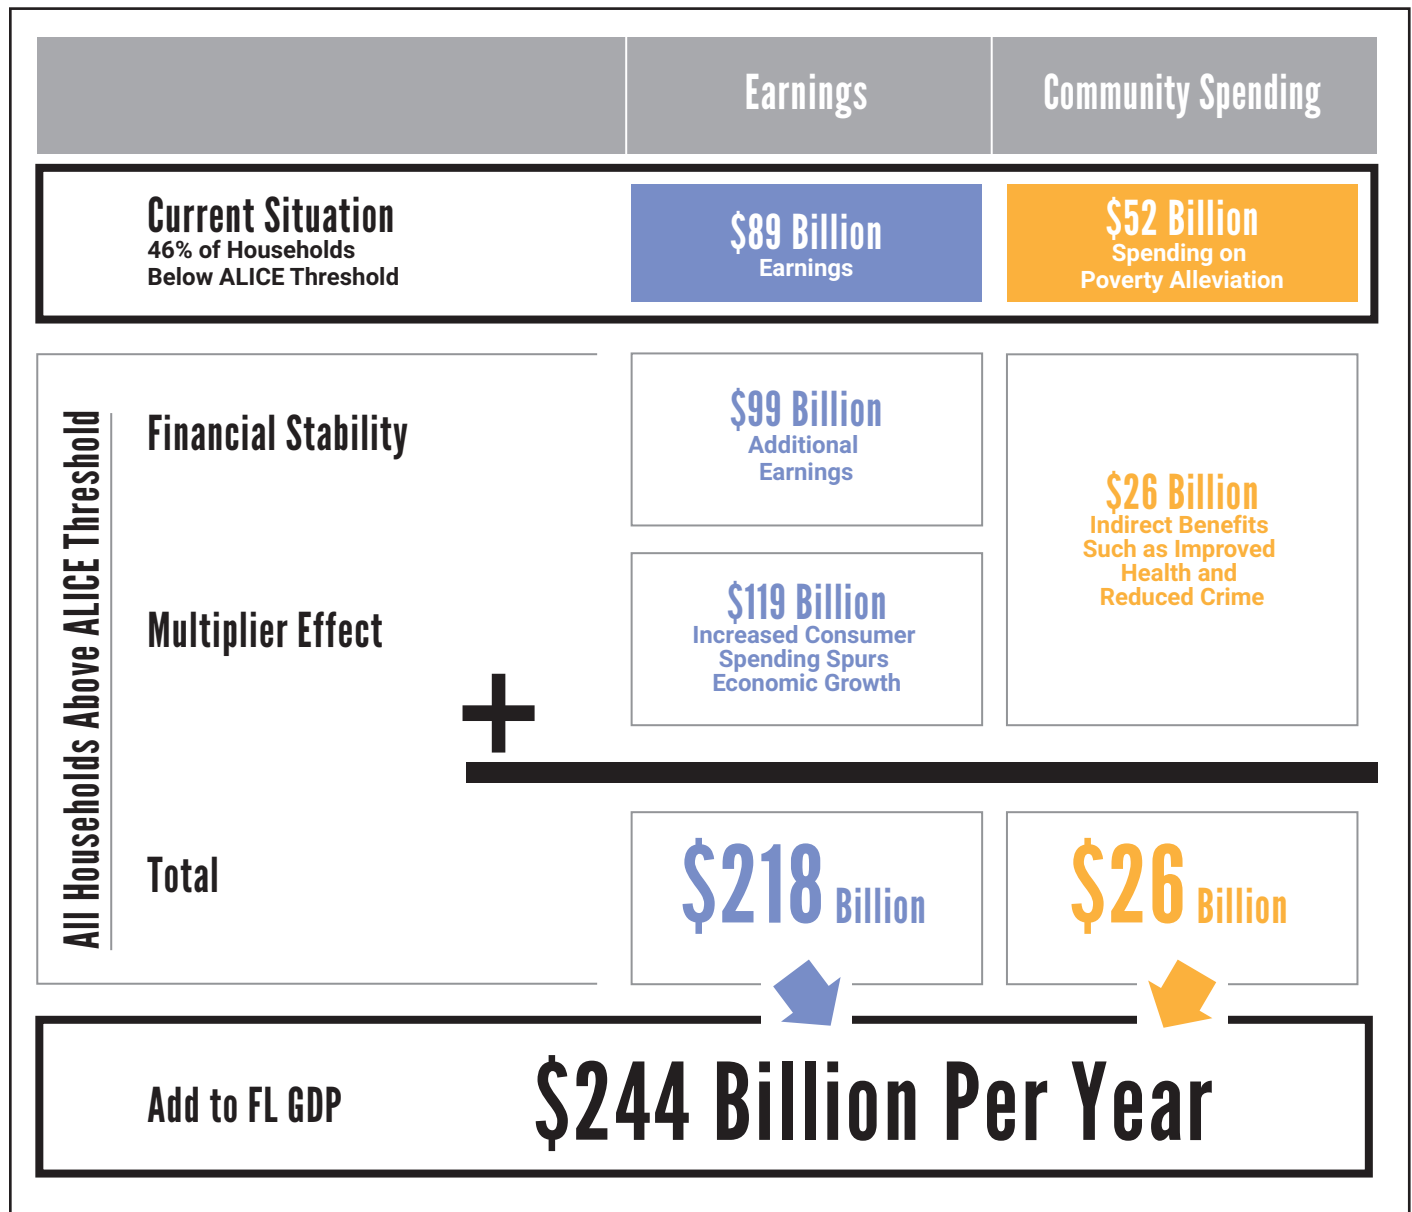 Earnings
Community Spending
Current Situation
46% of Households
Below ALICE Threshold
$89 Billion
Earnings
$52 Billion
Spending on
Poverty Alleviation
All Households Above ALICE Threshold
Financial Stability
$99 Billion
Additional
Earnings
$26 Billion
Indirect Benefits
Such as Improved
Health and
Reduced Crime
Multiplier Effect
$119 Billion
Increased Consumer
Spending Spurs
Economic Growth
+
Total
$218 Billion
$26 Billion
Add to FL GDP
$244 Billion Per Year